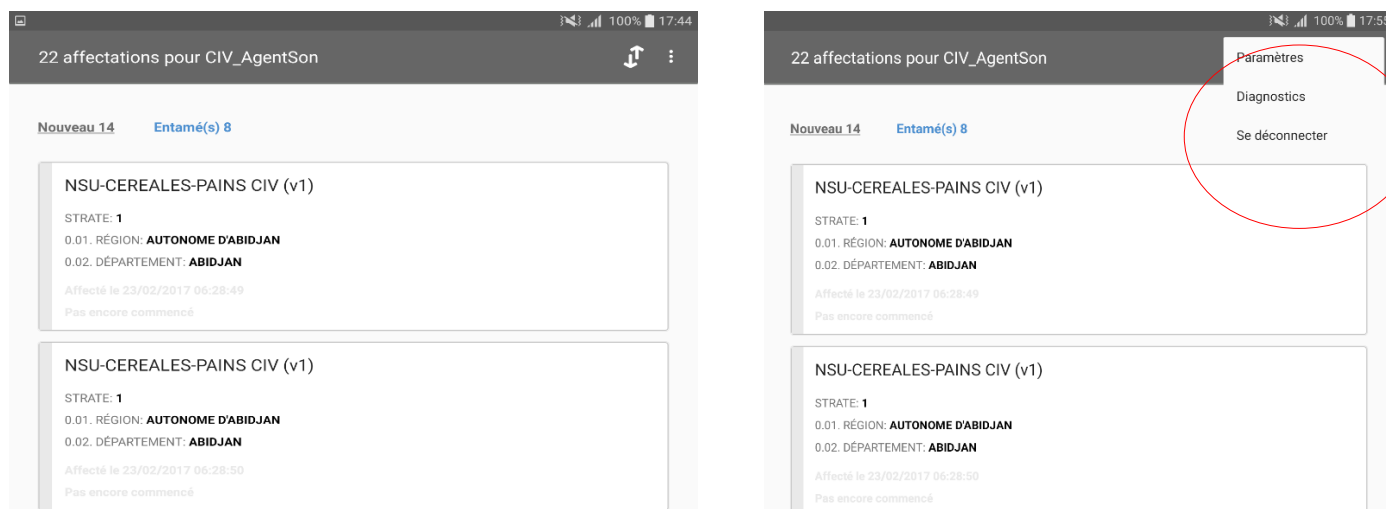 100% 17:44
22 affectations pour CIV_AgentSon
Nouveau 14 Entamé(s) 8
NSU-CEREALES-PAINS CIV (v1)
STRATE: 1
0.01. RÉGION: AUTONOME D'ABIDJAN
0.02. DÉPARTEMENT: ABIDJAN
Affecté le 23/02/2017 06:28:49
Pas encore commencé
NSU-CEREALES-PAINS CIV (v1)
STRATE: 1
0.01. RÉGION: AUTONOME D'ABIDJAN
0.02. DÉPARTEMENT: ABIDJAN
Affecté le 23/02/2017 06:28:50
Pas encore commencé
100% 17:55
22 affectations pour CIV_AgentSon
Paramètres
Diagnostics
Se déconnecter
Nouveau 14 Entamé(s) 8
NSU-CEREALES-PAINS CIV (v1)
STRATE: 1
0.01. RÉGION: AUTONOME D'ABIDJAN
0.02. DÉPARTEMENT: ABIDJAN
Affecté le 23/02/2017 06:28:49
Pas encore commencé
NSU-CEREALES-PAINS CIV (v1)
STRATE: 1
0.01. RÉGION: AUTONOME D'ABIDJAN
0.02. DÉPARTEMENT: ABIDJAN
Affecté le 23/02/2017 06:28:50
Pas encore commencé